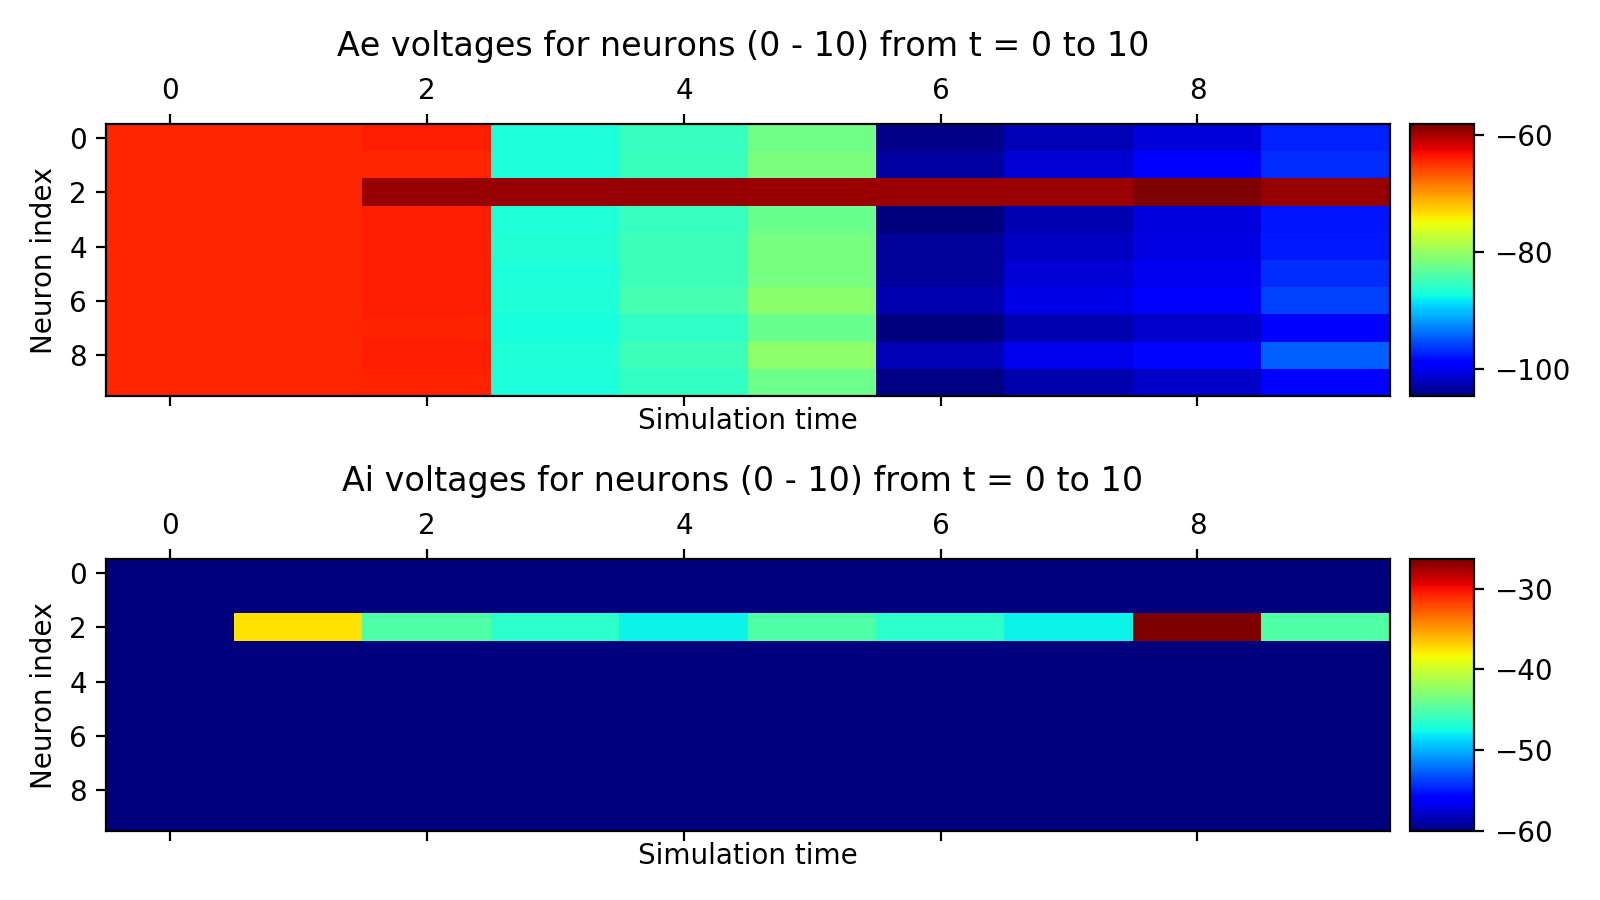 Ae voltages for neurons (0 - 10) from t = 0 to 10
0 2 4 6 8
Neuron index
0
2
4
6
8
−60
−80
−100
Simulation time
Ai voltages for neurons (0 - 10) from t = 0 to 10
0 2 4 6 8
Neuron index
0
2
4
6
8
−30
−40
−50
−60
Simulation time